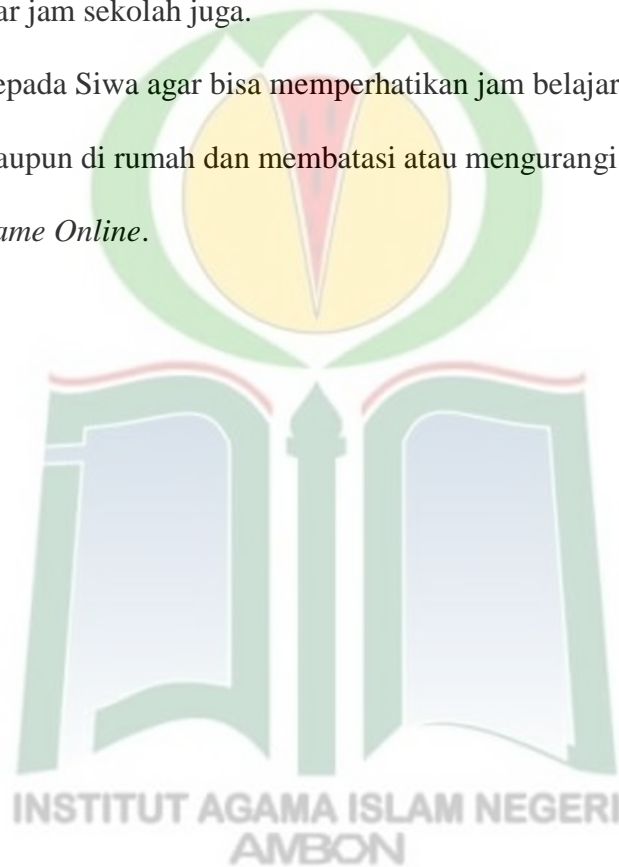 ar jam sekolah juga.
epada Siwa agar bisa memperhatikan jam belajar
aupun di rumah dan membatasi atau mengurangi
ame Online.
INSTITUT AGAMA ISLAM NEGERI
AMBON